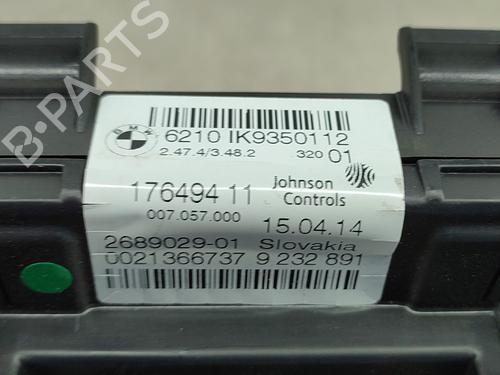 BMW
6210 IK9350112
2.47.4/3.48.2 320 01
176494 11 Johnson Controls
007.057.000 15.04.14
2689029-01 Slovakia
0021366737 9 232 891
B-PARTS